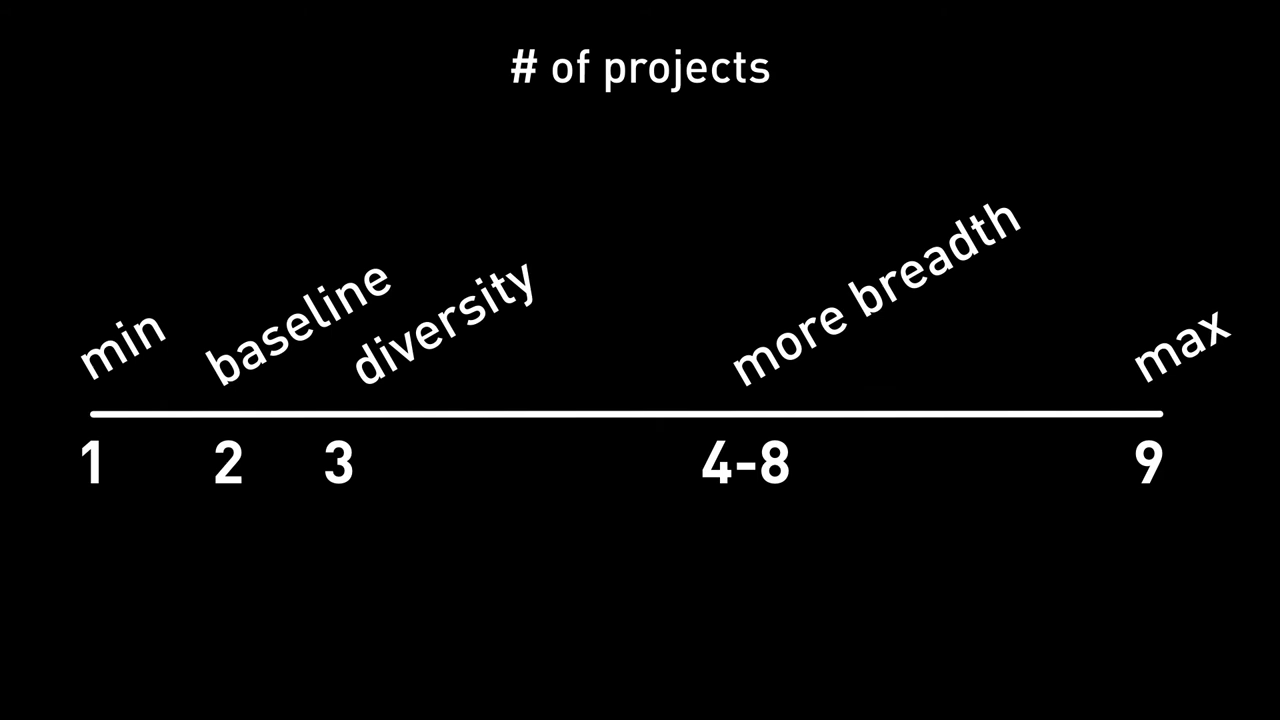 # of projects
min
baseline
diversity
more breadth
max
1
2
3
4-8
9